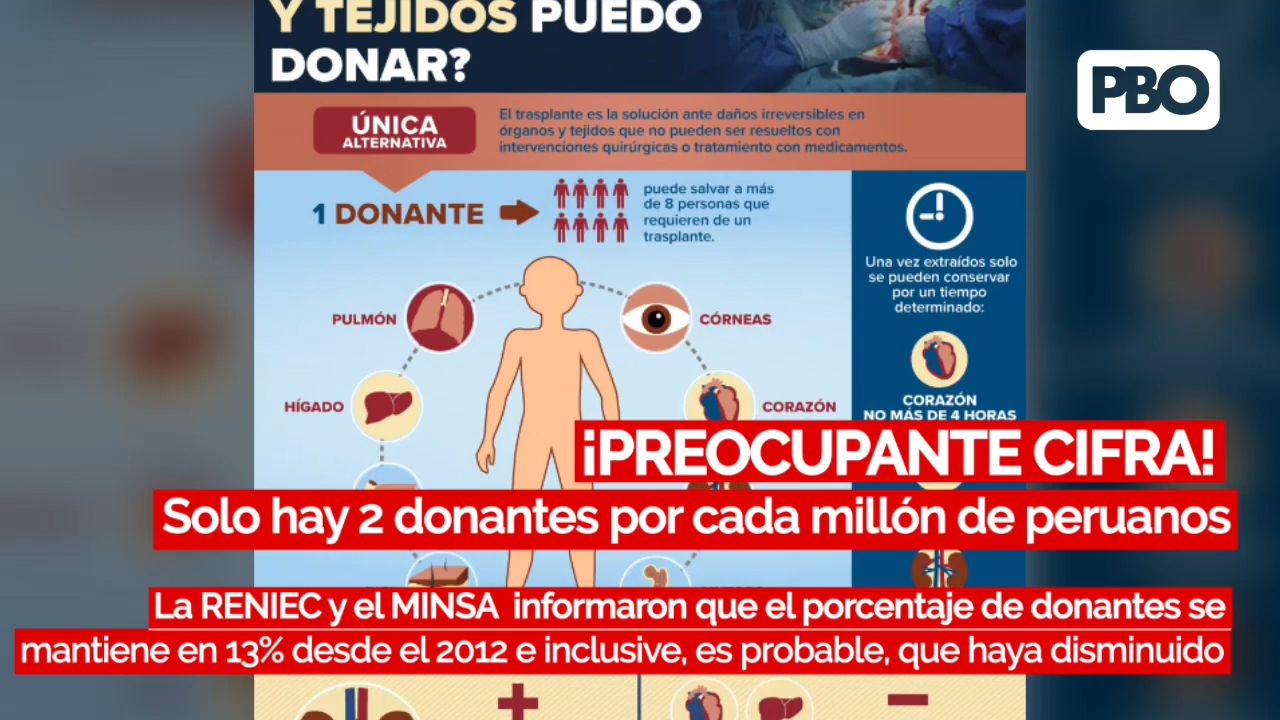 Y TEJIDOS PUEDO
DONAR?
PBO
ÚNICA
ALTERNATIVA
El trasplante es la solución ante daños irreversibles en
órganos y tejidos que no pueden ser resueltos con
intervenciones quirúrgicas o tratamiento con medicamentos.
1 DONANTE
puede salvar a más
de 8 personas que
requieren de un
trasplante.
Una vez extraídos solo
se pueden conservar
por un tiempo
determinado:
PULMÓN
CÓRNEAS
HÍGADO
CORAZÓN
CORAZÓN
NO MÁS DE 4 HORAS
¡PREOCUPANTE CIFRA!
Solo hay 2 donantes por cada millón de peruanos
La RENIEC y el MINSA informaron que el porcentaje de donantes se
mantiene en 13% desde el 2012 e inclusive, es probable, que haya disminuido